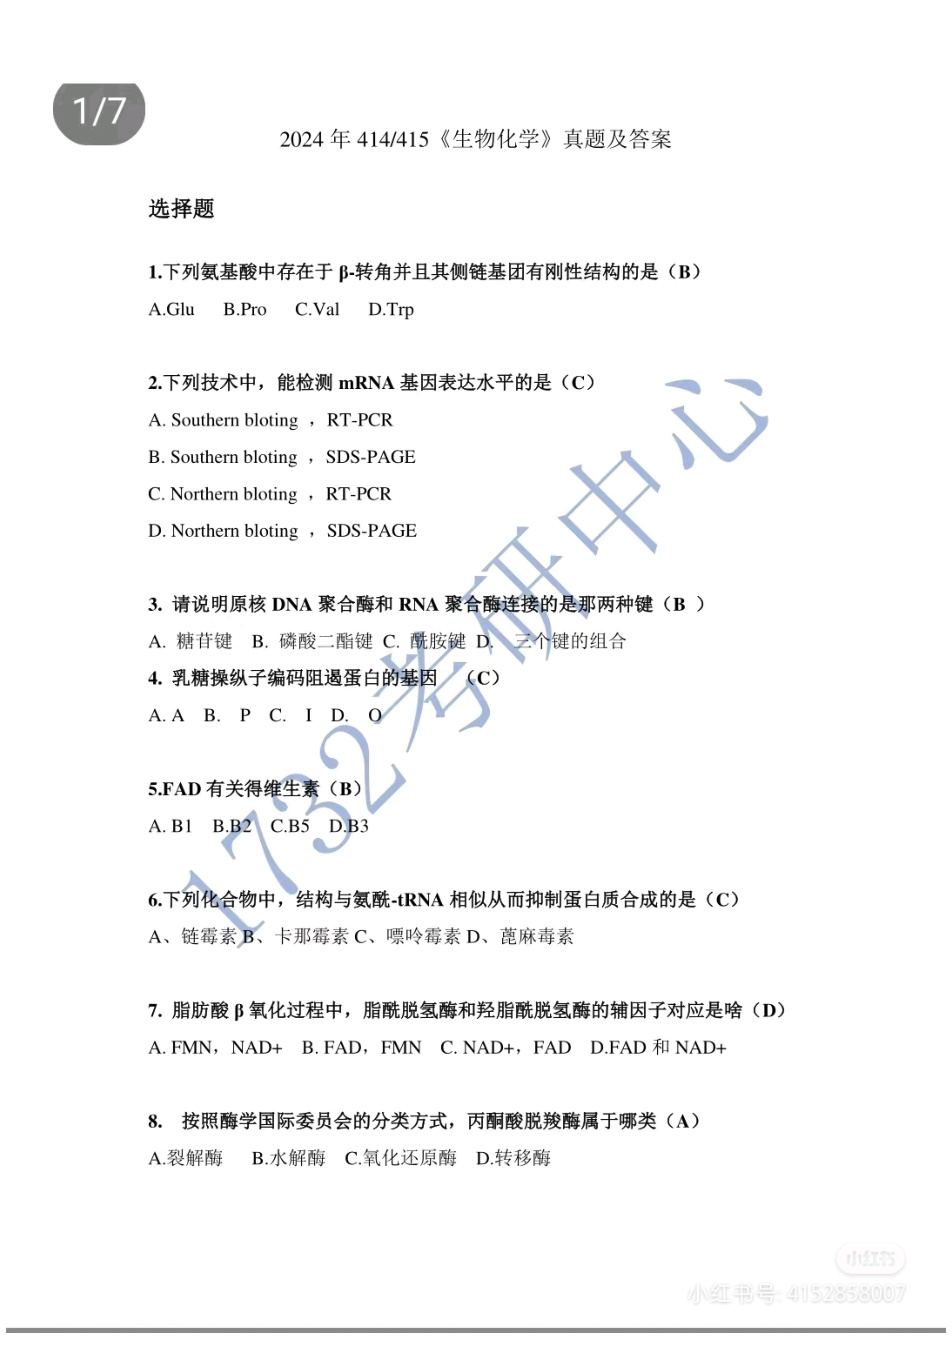 1/7
2024 年 414/415《生物化学》真题及答案
选择题
1.下列氨基酸中存在于 β-转角并且其侧链基团有刚性结构的是（B）
A.Glu B.Pro C.Val D.Trp
2.下列技术中，能检测 mRNA 基因表达水平的是（C）
A. Southern bloting ，RT-PCR
B. Southern bloting ，SDS-PAGE
C. Northern bloting ，RT-PCR
D. Northern bloting ，SDS-PAGE
3. 请说明原核 DNA 聚合酶和 RNA 聚合酶连接的是那两种键（B ）
A. 糖苷键 B. 磷酸二酯键 C. 酰胺键 D. 三个键的组合
4. 乳糖操纵子编码阻遏蛋白的基因 （C）
A. A B. P C. I D. O
5.FAD 有关得维生素（B）
A. B1 B.B2 C.B5 D.B3
6.下列化合物中，结构与氨酰-tRNA 相似从而抑制蛋白质合成的是（C）
A、链霉素 B、卡那霉素 C、嘌呤霉素 D、蓖麻毒素
7. 脂肪酸 β 氧化过程中，脂酰脱氢酶和羟脂酰脱氢酶的辅因子对应是啥（D）
A. FMN，NAD+ B. FAD，FMN C. NAD+，FAD D.FAD 和 NAD+
8. 按照酶学国际委员会的分类方式，丙酮酸脱羧酶属于哪类（A）
A.裂解酶 B.水解酶 C.氧化还原酶 D.转移酶
1732考研中心
小红书
小红书号: 4152858007